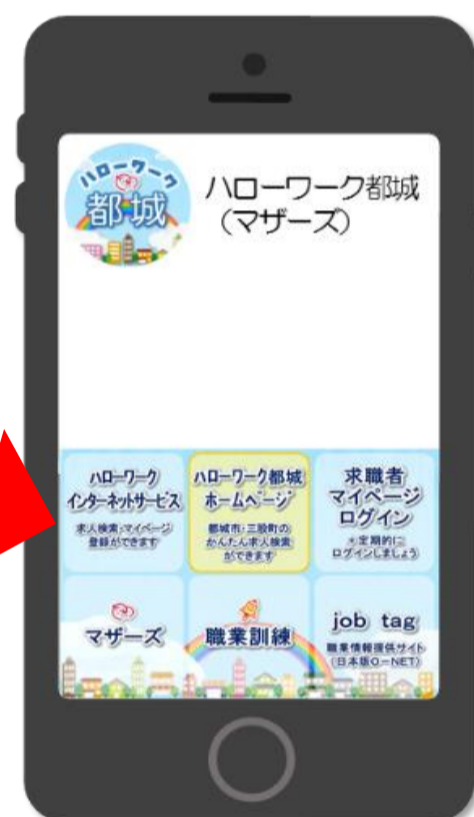 ハローワーク
都城
ハローワーク都城
(マザーズ)
ハローワーク
インターネットサービス
求人検索・マイページ
登録ができます
ハローワーク都城
ホームページ
都城市・三股町の
かんたん求人検索
ができます
求職者
マイページ
ログイン
*定期的に
ログインしましょう
マザーズ
職業訓練
job tag
職業情報提供サイト
(日本版O-NET)